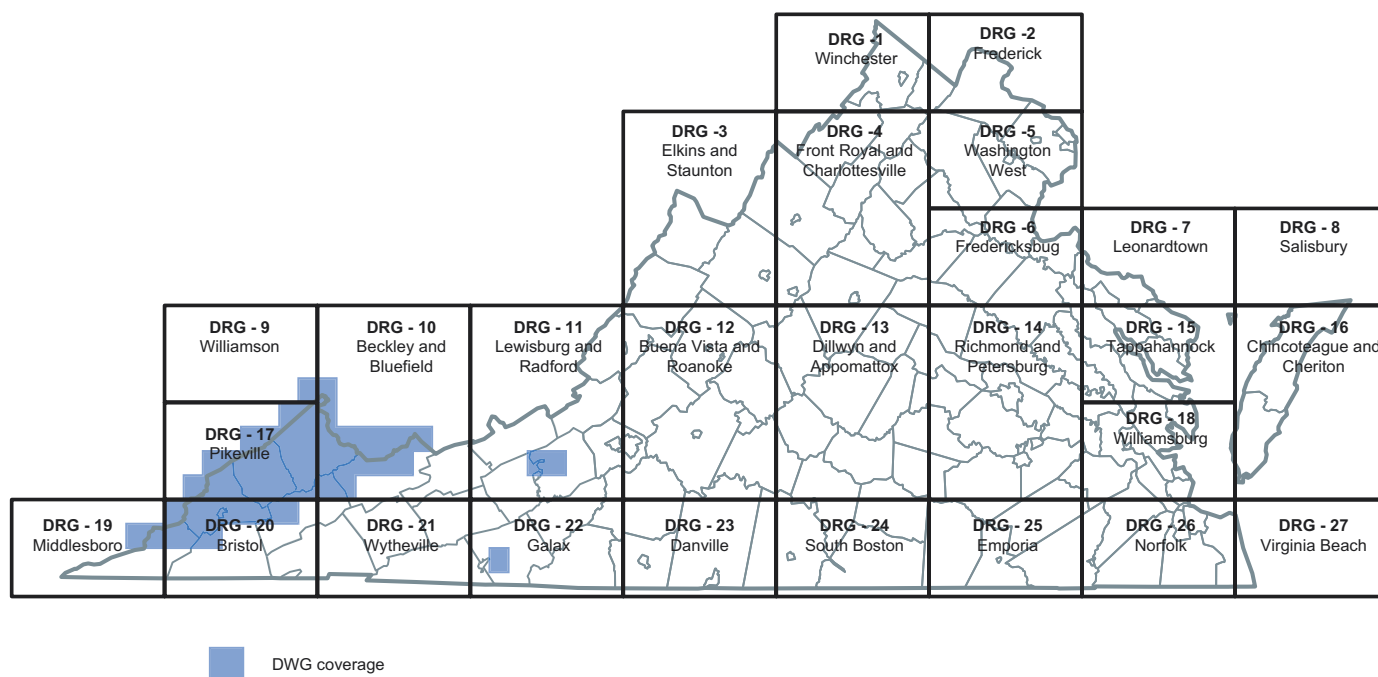 DRG -1
Winchester
DRG -2
Frederick
DRG -3
Elkins and
Staunton
DRG -4
Front Royal and
Charlottesville
DRG -5
Washington
West
DRG -6
Fredericksbug
DRG - 7
Leonardtown
DRG - 8
Salisbury
DRG - 9
Williamson
DRG - 10
Beckley and
Bluefield
DRG - 11
Lewisburg and
Radford
DRG - 12
Buena Vista and
Roanoke
DRG - 13
Dillwyn and
Appomattox
DRG - 14
Richmond and
Petersburg
DRG - 15
Tappahannock
DRG - 16
Chincoteague and
Cheriton
DRG - 17
Pikeville
DRG - 18
Williamsburg
DRG - 19
Middlesboro
DRG - 20
Bristol
DRG - 21
Wytheville
DRG - 22
Galax
DRG - 23
Danville
DRG - 24
South Boston
DRG - 25
Emporia
DRG - 26
Norfolk
DRG - 27
Virginia Beach
DWG coverage